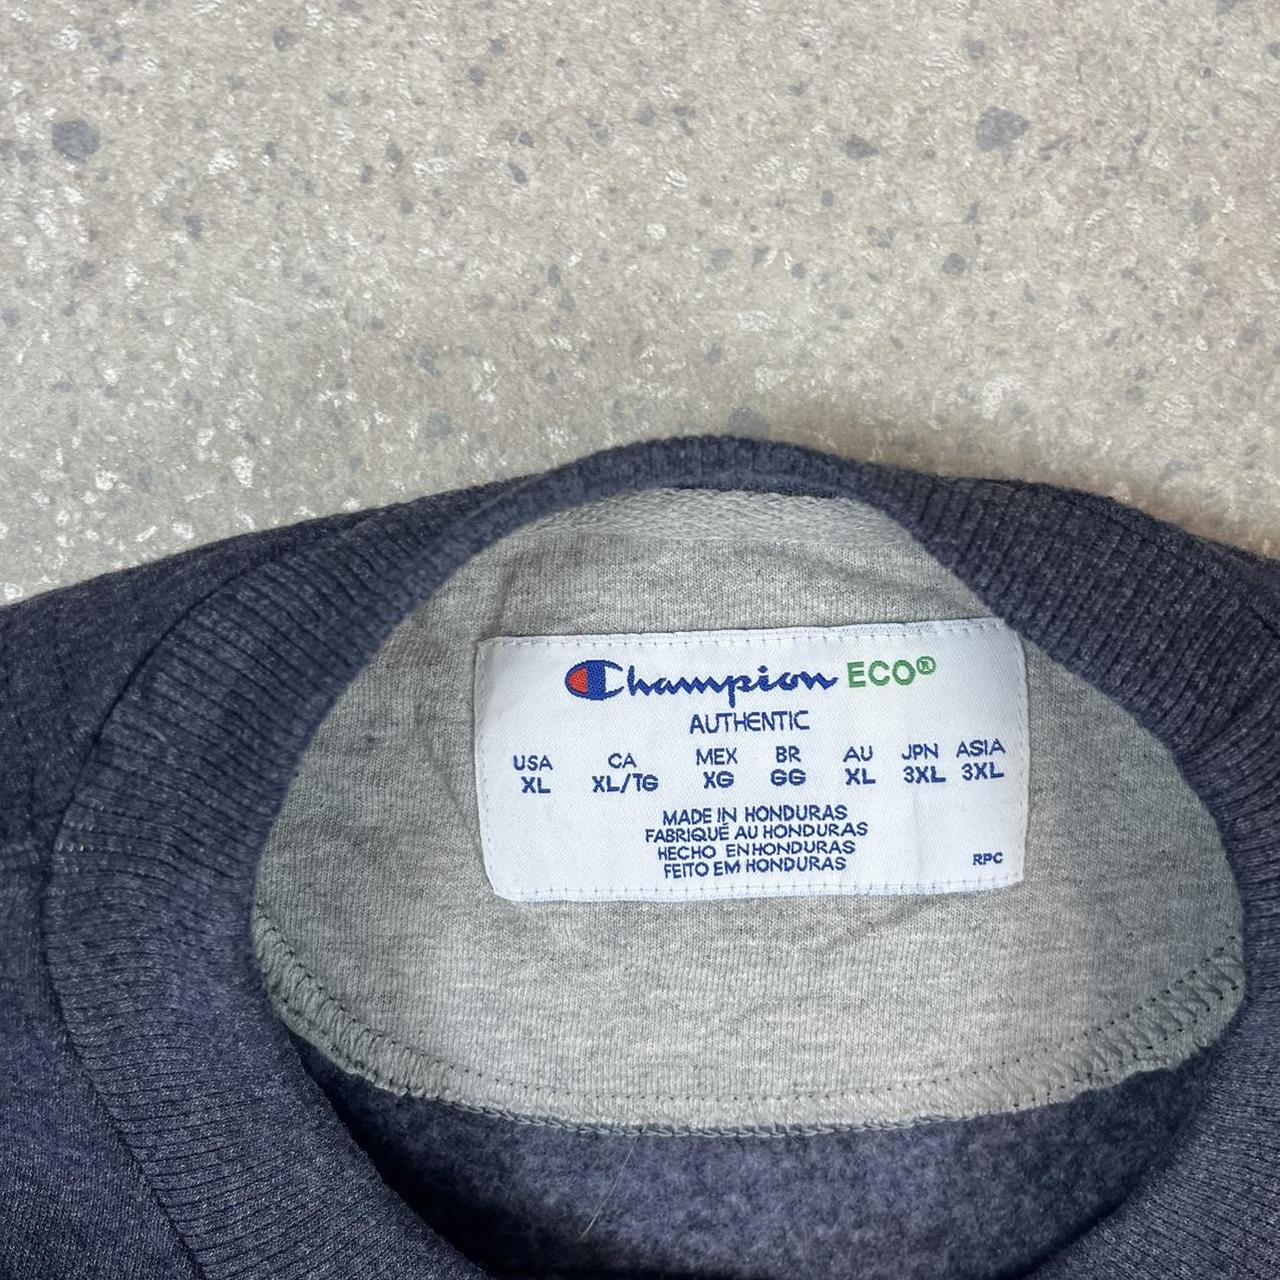 Champion ECO®
AUTHENTIC
USA CA MEX BR AU JPN ASIA
XL XL/TG XG GG XL 3XL 3XL
MADE IN HONDURAS
FABRIQUÉ AU HONDURAS
HECHO EN HONDURAS
FEITO EM HONDURAS
RPC